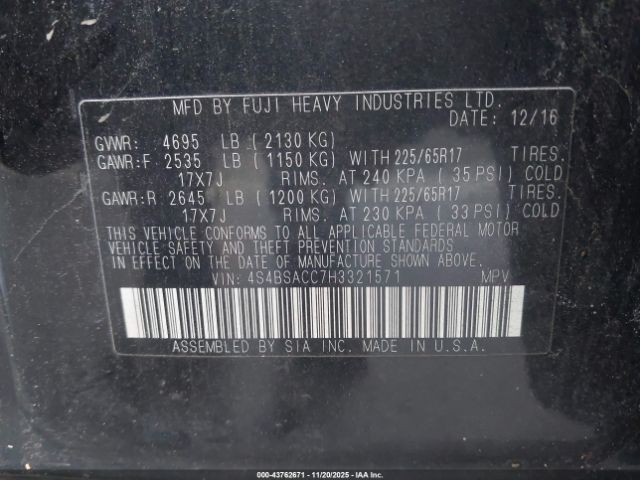 MFD BY FUJI HEAVY INDUSTRIES LTD.
DATE: 12/16
GVWR: 4695 LB (2130 KG)
GAWR:F 2535 LB (1150 KG) WITH 225/65R17 TIRES.
17X7J RIMS. AT 240 KPA (35 PSI) COLD
GAWR:R 2645 LB (1200 KG) WITH 225/65R17 TIRES.
17X7J RIMS. AT 230 KPA (33 PSI) COLD
THIS VEHICLE CONFORMS TO ALL APPLICABLE FEDERAL MOTOR
VEHICLE SAFETY AND THEFT PREVENTION STANDARDS IN
EFFECT ON THE DATE OF MANUFACTURE SHOWN ABOVE.
VIN: 4S4BSACC7H3321571 MPV
ASSEMBLED BY SIA INC. MADE IN U.S.A.
000-43762671 - 11/20/2025 - IAAI.COM